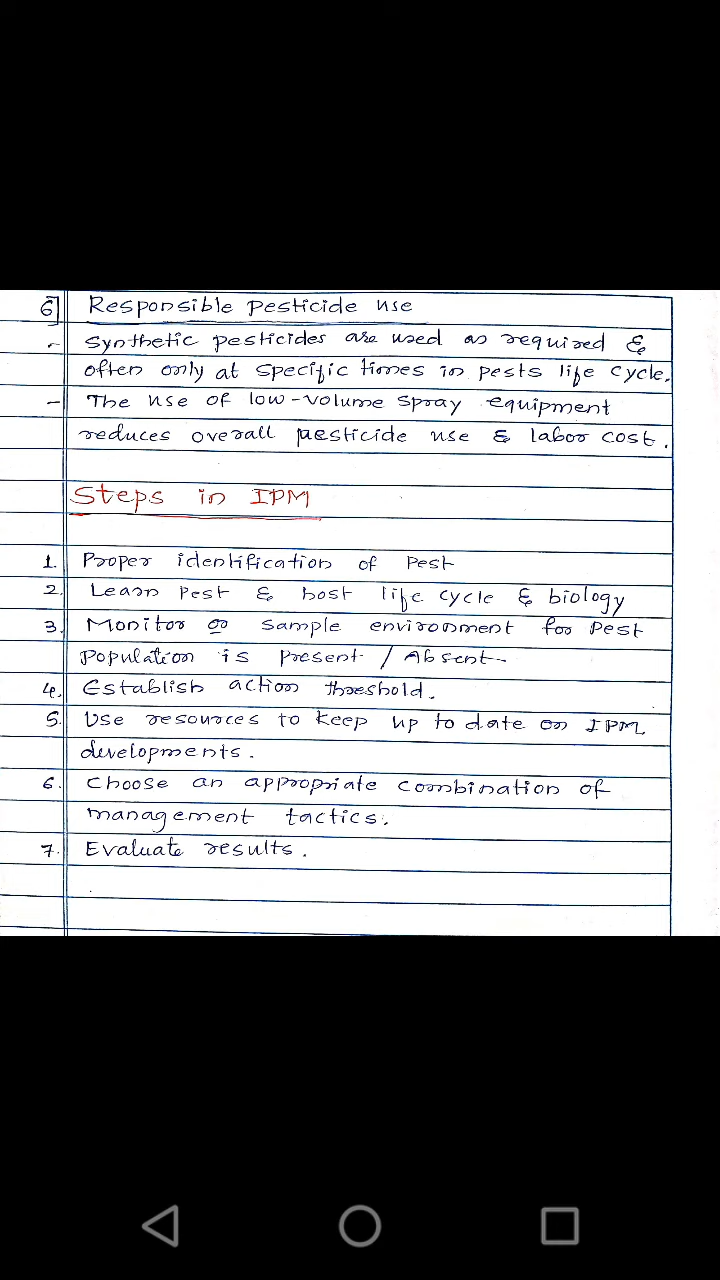 6] Responsible pesticide use
- Synthetic pesticides are used as required &
often only at specific times in pests life cycle.
- The use of low-volume spray equipment
reduces overall pesticide use & labor cost.
Steps in IPM
1. Proper identification of Pest
2. Learn Pest & host life cycle & biology
3. Monitor or sample environment for Pest
Population is Present / Absent-
4. Establish action threshold.
5. Use resources to keep up to date on IPM
developments.
6. Choose an appropriate combination of
management tactics.
7. Evaluate results.